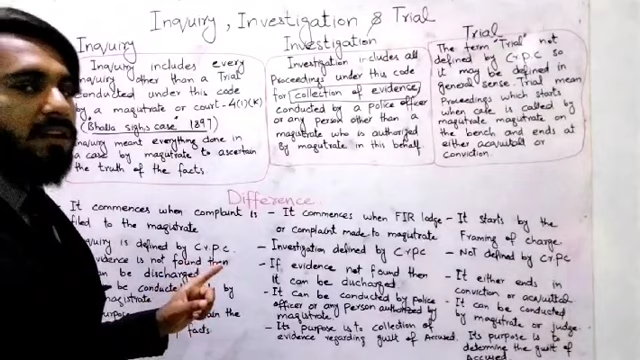 Inquiry, Investigation & Trial
Inquiry
Inquiry includes every
inquiry other than a Trial
conducted under this code
by a magistrate or court-4(1)(K)
("Bhalla sighs case" 1897)
Inquiry meant everything done in
a case by magistrate to ascertain
the truth of the facts.
Investigation
Investigation includes all
Proceedings under this code
for collection of evidence,
conducted by a police officer
or any person other than a
magistrate who is authorized
By magistrate in this behalf.
Trial
The term "Trial" not
defined by CrPC so
it may be defined in
general sense. Trial mean
Proceedings which starts
when case is called by
magistrate magistrate on
the bench and ends at
either acquittal or
conviction.
Difference
It commences when complaint is
filed to the magistrate
inquiry is defined by CrPC.
evidence is not found then
can be discharged
be conducted by
magistrate
the
facts.
- It commences when FIR lodge
or complaint made to magistrate
- Investigation defined by CrPC
- If evidence not found then
it can be discharged
- It can be conducted by police
officer or any person authorized by
magistrate
- Its purpose is to collection of
evidence regarding guilt of Accused.
- It starts by the
Framing of charge.
- Not defined by CrPC
- It either ends in
conviction or acquittal
- It can be conducted
by magistrate or judge.
Its purpose is to
determine the guilt of
Accused